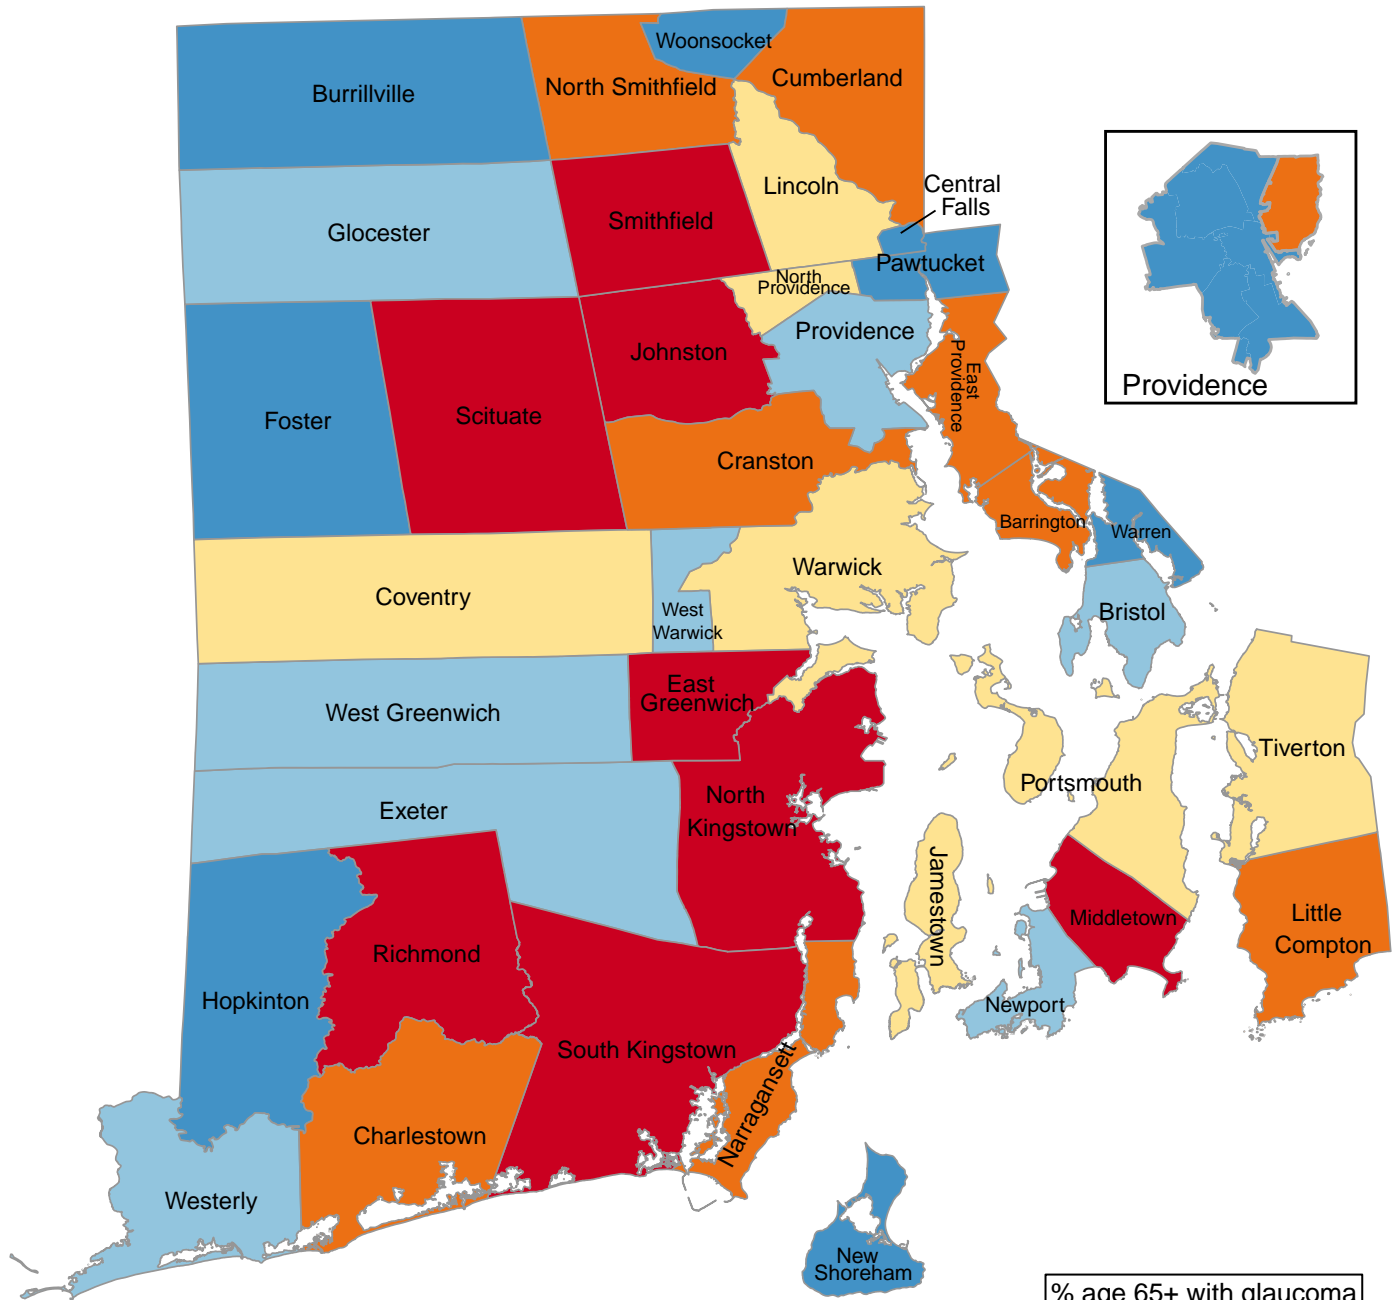 Woonsocket
Burrillville
North Smithfield
Cumberland
Lincoln
Central
Falls
Smithfield
Glocester
Pawtucket
North
Providence
Providence
Johnston
East
Providence
Foster
Scituate
Cranston
Providence
Barrington
Warren
Warwick
Coventry
West
Warwick
Bristol
East
Greenwich
West Greenwich
Tiverton
Portsmouth
Exeter
North
Kingstown
Jamestown
Middletown
Little
Compton
Richmond
Hopkinton
Newport
South Kingstown
Narragansett
Charlestown
Westerly
New
Shoreham
% age 65+ with glaucoma